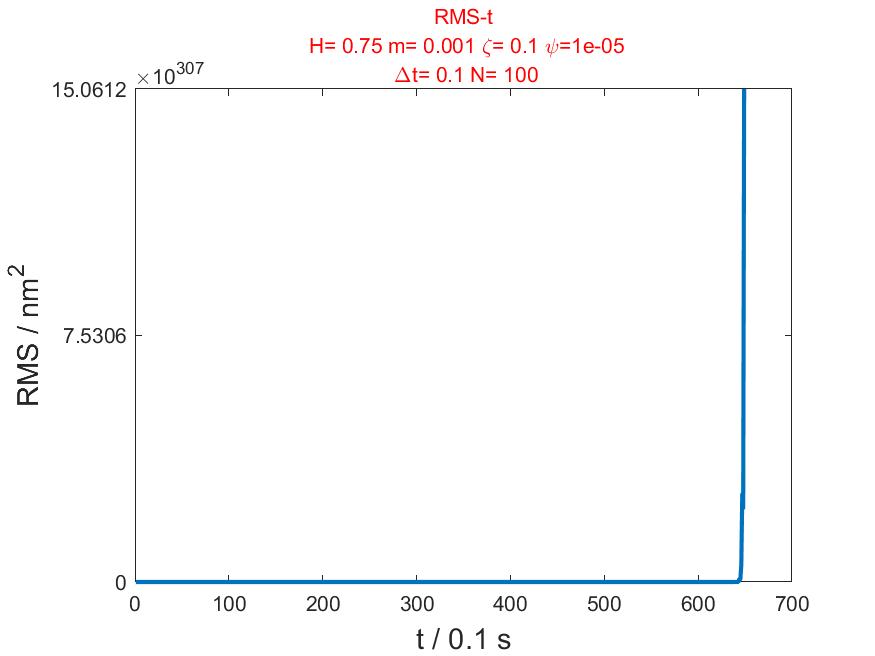 RMS-t
H= 0.75 m= 0.001 ζ= 0.1 ψ=1e-05
Δt= 0.1 N= 100
×10^307
15.0612
7.5306
0
RMS / nm^2
0 100 200 300 400 500 600 700
t / 0.1 s